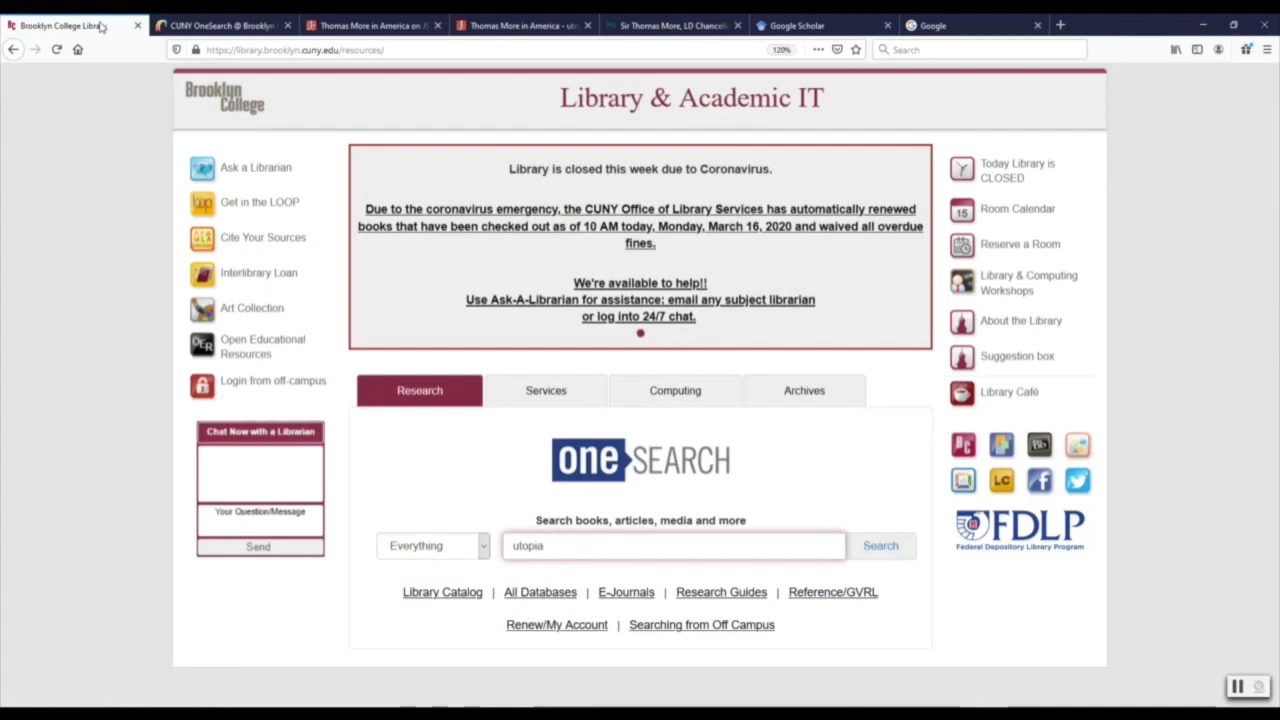 Brooklyn College Libra
CUNY OneSearch @ Brooklyn
Thomas More in America on JS
Thomas More in America - uto
Sir Thomas More, LD Chancell
Google Scholar
Google
https://library.brooklyn.cuny.edu/resources/
120%
Search
Brooklyn
College
Library & Academic IT
Ask a Librarian
Get in the LOOP
Cite Your Sources
Interlibrary Loan
Art Collection
OER
Open Educational
Resources
Login from off-campus
Chat Now with a Librarian
Your Question/Message
Send
Library is closed this week due to Coronavirus.
Due to the coronavirus emergency, the CUNY Office of Library Services has automatically renewed
books that have been checked out as of 10 AM today, Monday, March 16, 2020 and waived all overdue
fines.
We're available to help!!
Use Ask-A-Librarian for assistance: email any subject librarian
or log into 24/7 chat.
Research
Services
Computing
Archives
one SEARCH
Search books, articles, media and more
Everything
utopia
Search
Library Catalog | All Databases | E-Journals | Research Guides | Reference/GVRL
Renew/My Account | Searching from Off Campus
Today Library is
CLOSED
15
Room Calendar
Reserve a Room
Library & Computing
Workshops
About the Library
Suggestion box
Library Café
BC
Bb
LC
FDLP
Federal Depository Library Program